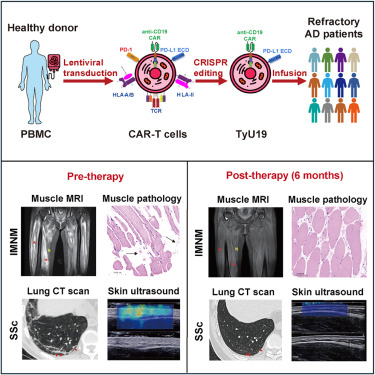 Healthy donor
Refractory
AD patients
anti-CD19
CAR
PD-1
PD-L1 ECD
Lentiviral
transduction
HLA-A/B
HLA-II
TCR
CRISPR
editing
anti-CD19
CAR
PD-L1 ECD
Infusion
PBMC
CAR-T cells
TyU19
Pre-therapy
Muscle MRI
Muscle pathology
IMNM
Lung CT scan
Skin ultrasound
SSc
Post-therapy (6 months)
Muscle MRI
Muscle pathology
IMNM
Lung CT scan
Skin ultrasound
SSc